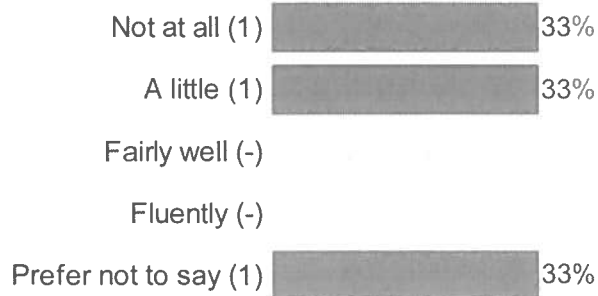 Not at all (1) 33%
A little (1) 33%
Fairly well (-)
Fluently (-)
Prefer not to say (1) 33%